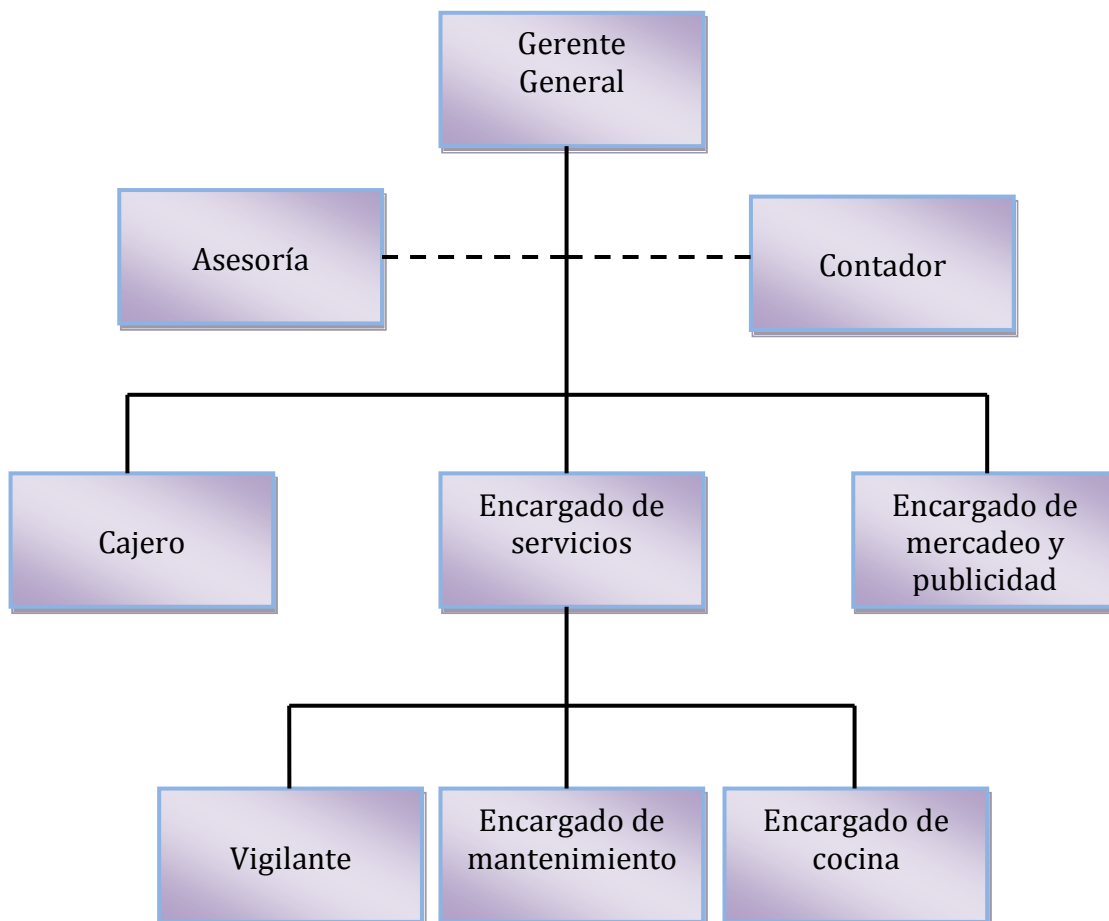 Gerente
General
Asesoría
Contador
Cajero
Encargado de
servicios
Encargado de
mercadeo y
publicidad
Vigilante
Encargado de
mantenimiento
Encargado de
cocina